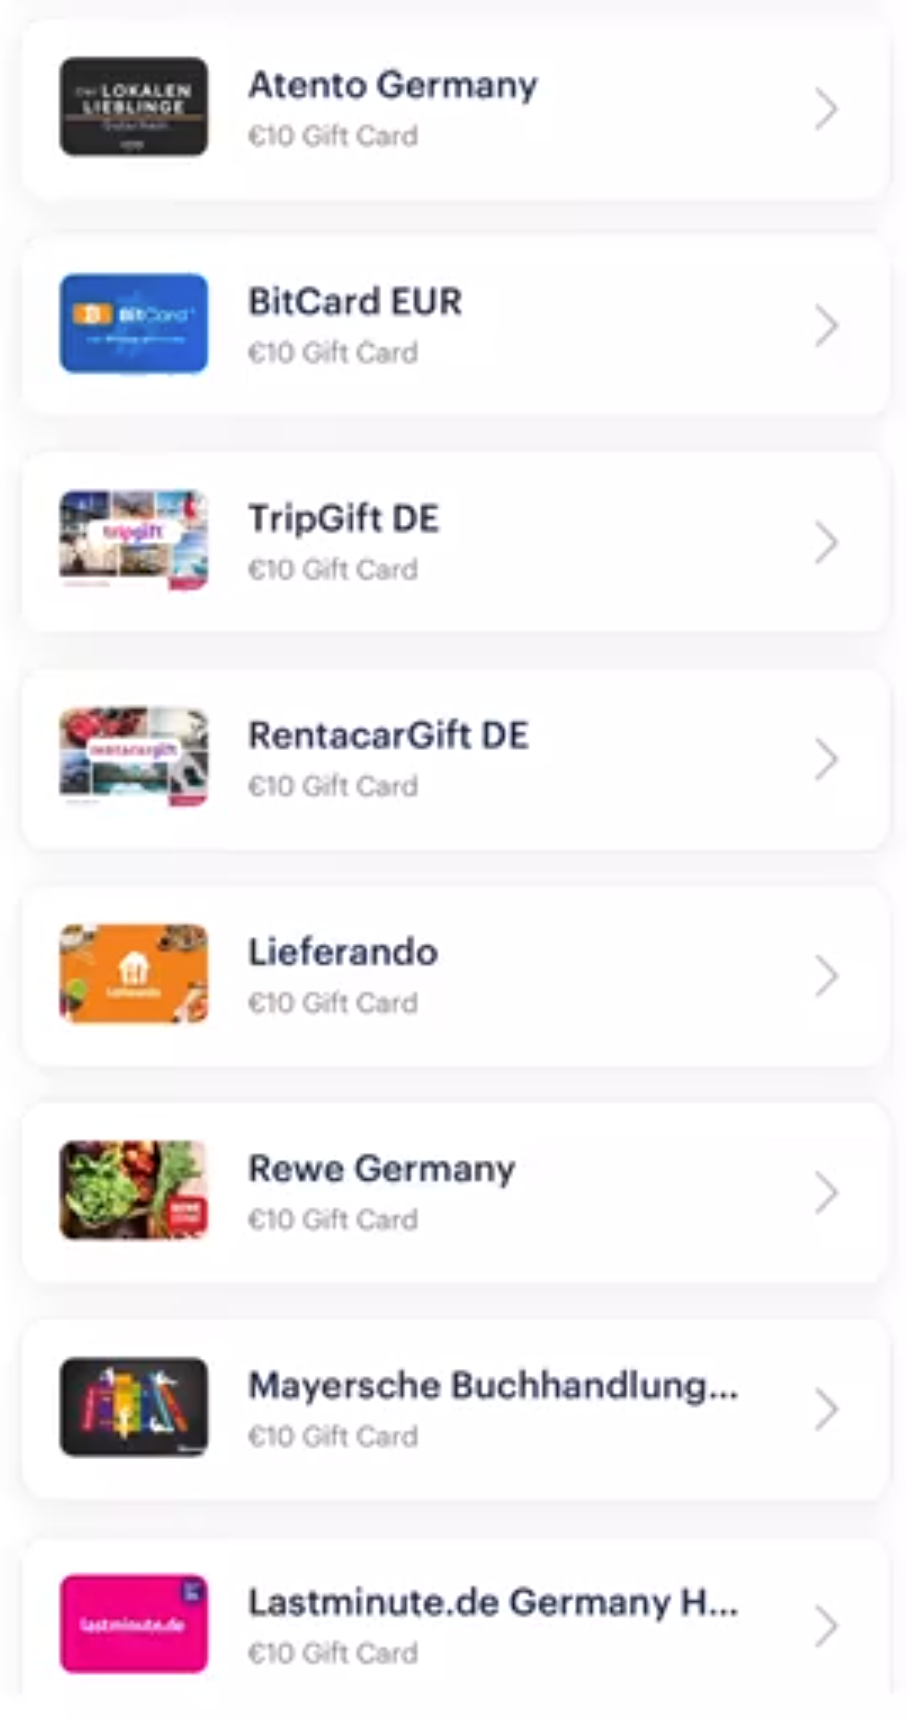 LOKALEN
LIEBLINGE
Atento Germany
€10 Gift Card
BitCard
BitCard EUR
€10 Gift Card
tripgift
TripGift DE
€10 Gift Card
rentacargift
RentacarGift DE
€10 Gift Card
Lieferando
Lieferando
€10 Gift Card
REWE
Rewe Germany
€10 Gift Card
Mayersche Buchhandlung...
€10 Gift Card
lastminute.de
Lastminute.de Germany H...
€10 Gift Card